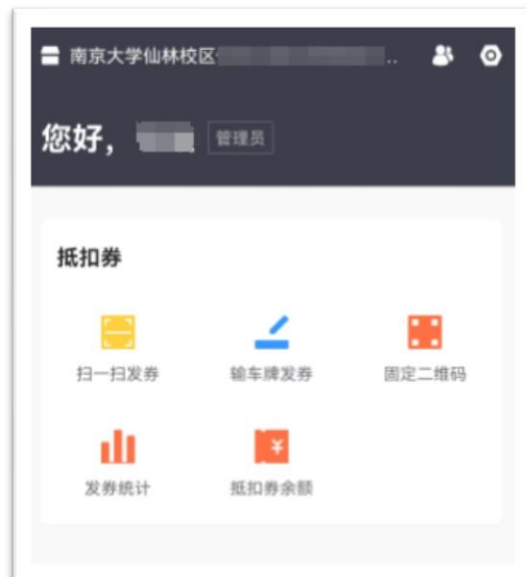 南京大学仙林校区
..
您好，
管理员
抵扣券
扫一扫发券
输车牌发券
固定二维码
发券统计
抵扣券余额